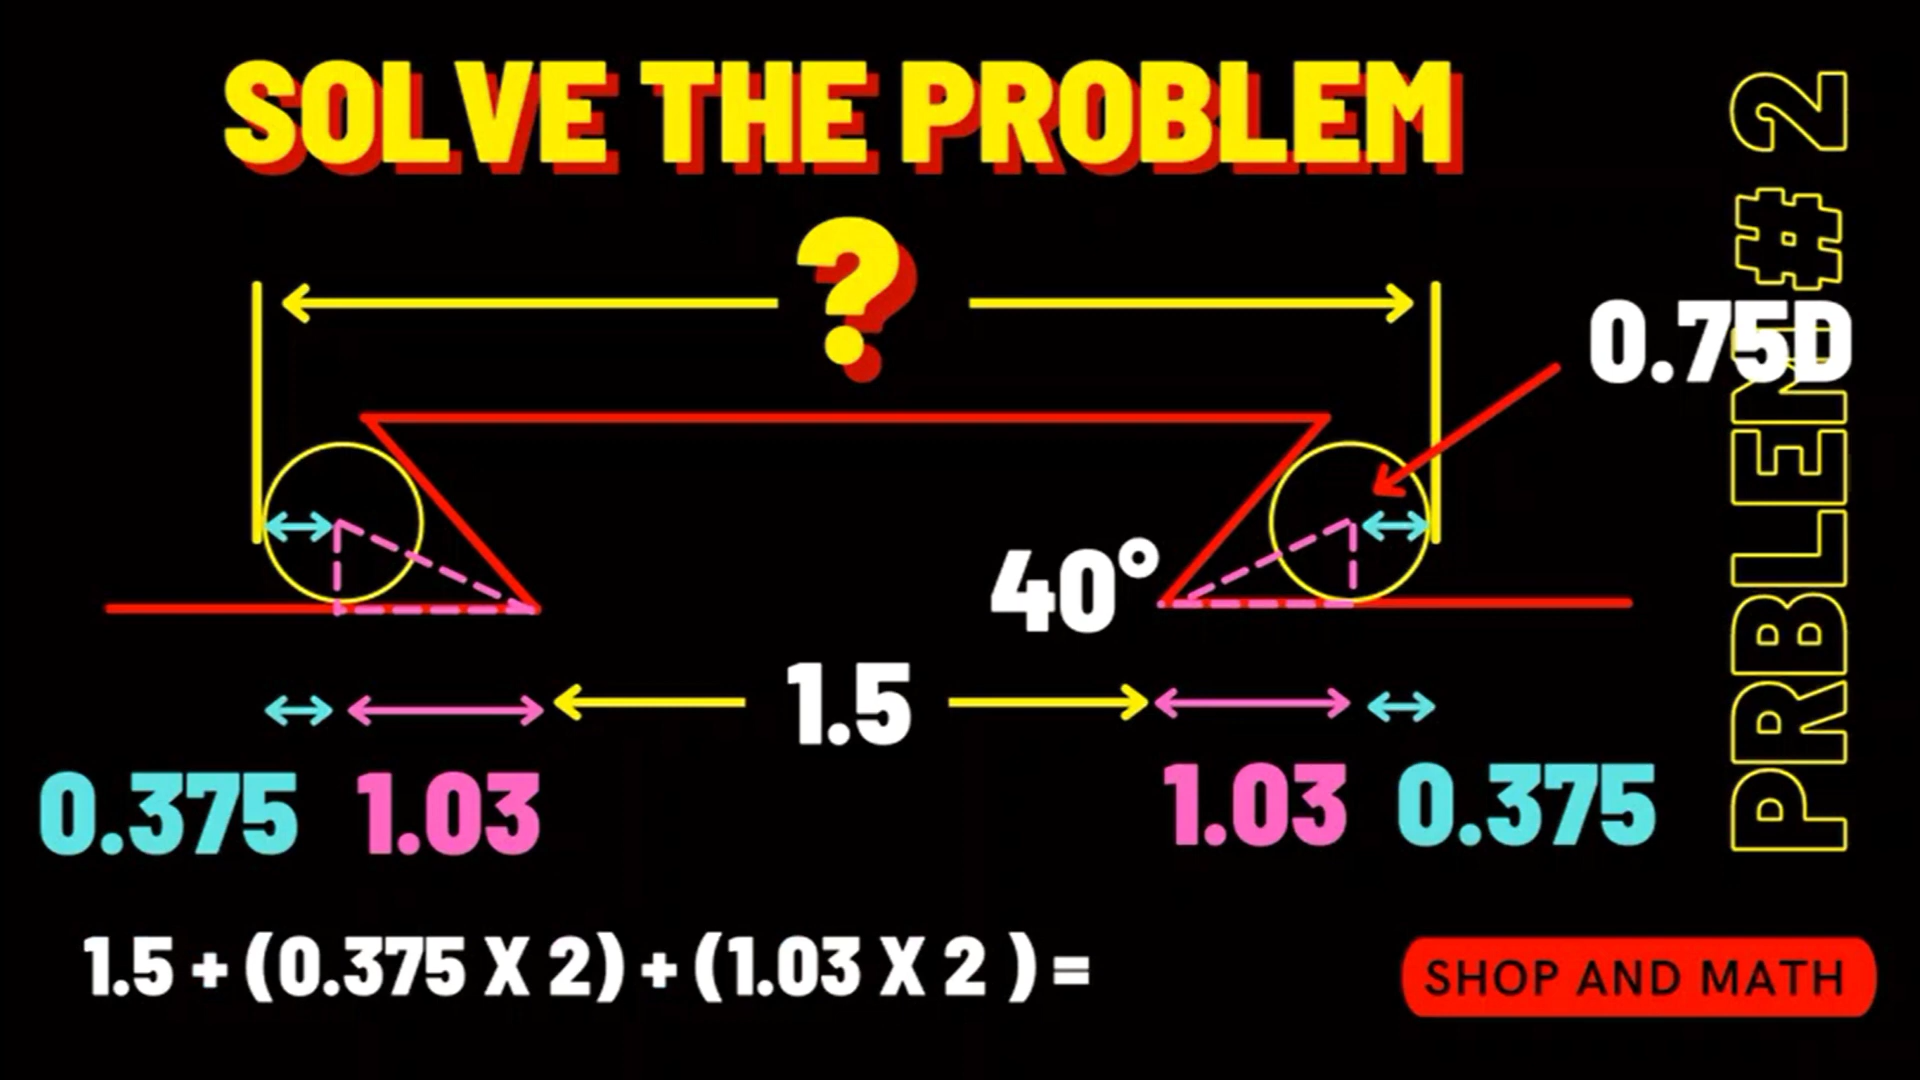 SOLVE THE PROBLEM
?
0.75D
40°
1.5
0.375 1.03
1.03 0.375
1.5 + (0.375 X 2) + (1.03 X 2 ) =
SHOP AND MATH
PRBLEM # 2